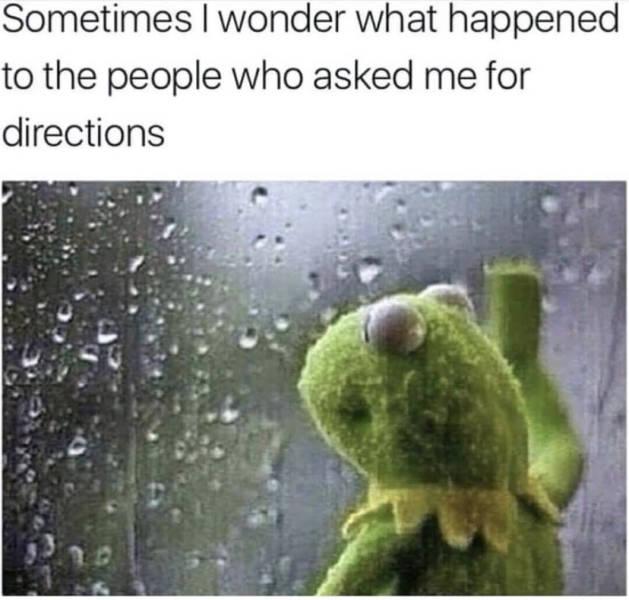 Sometimes I wonder what happened
to the people who asked me for
directions